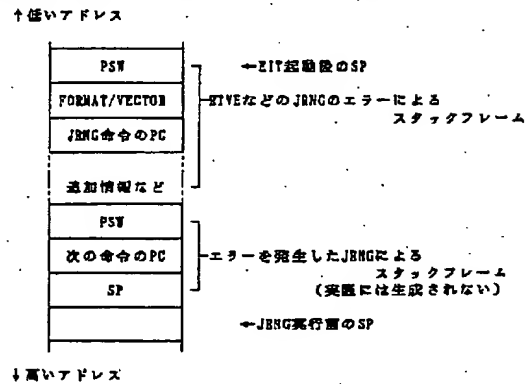 ↑低いアドレス
PSW ←EIT起動後のSP
FORMAT/VECTOR EIVEなどのJRNGのエラーによる
スタックフレーム
JRNG命令のPC
追加情報など
PSW
次の命令のPC エラーを発生したJRNGによる
スタックフレーム
SP (実際には生成されない)
←JRNG実行前のSP
↓高いアドレス